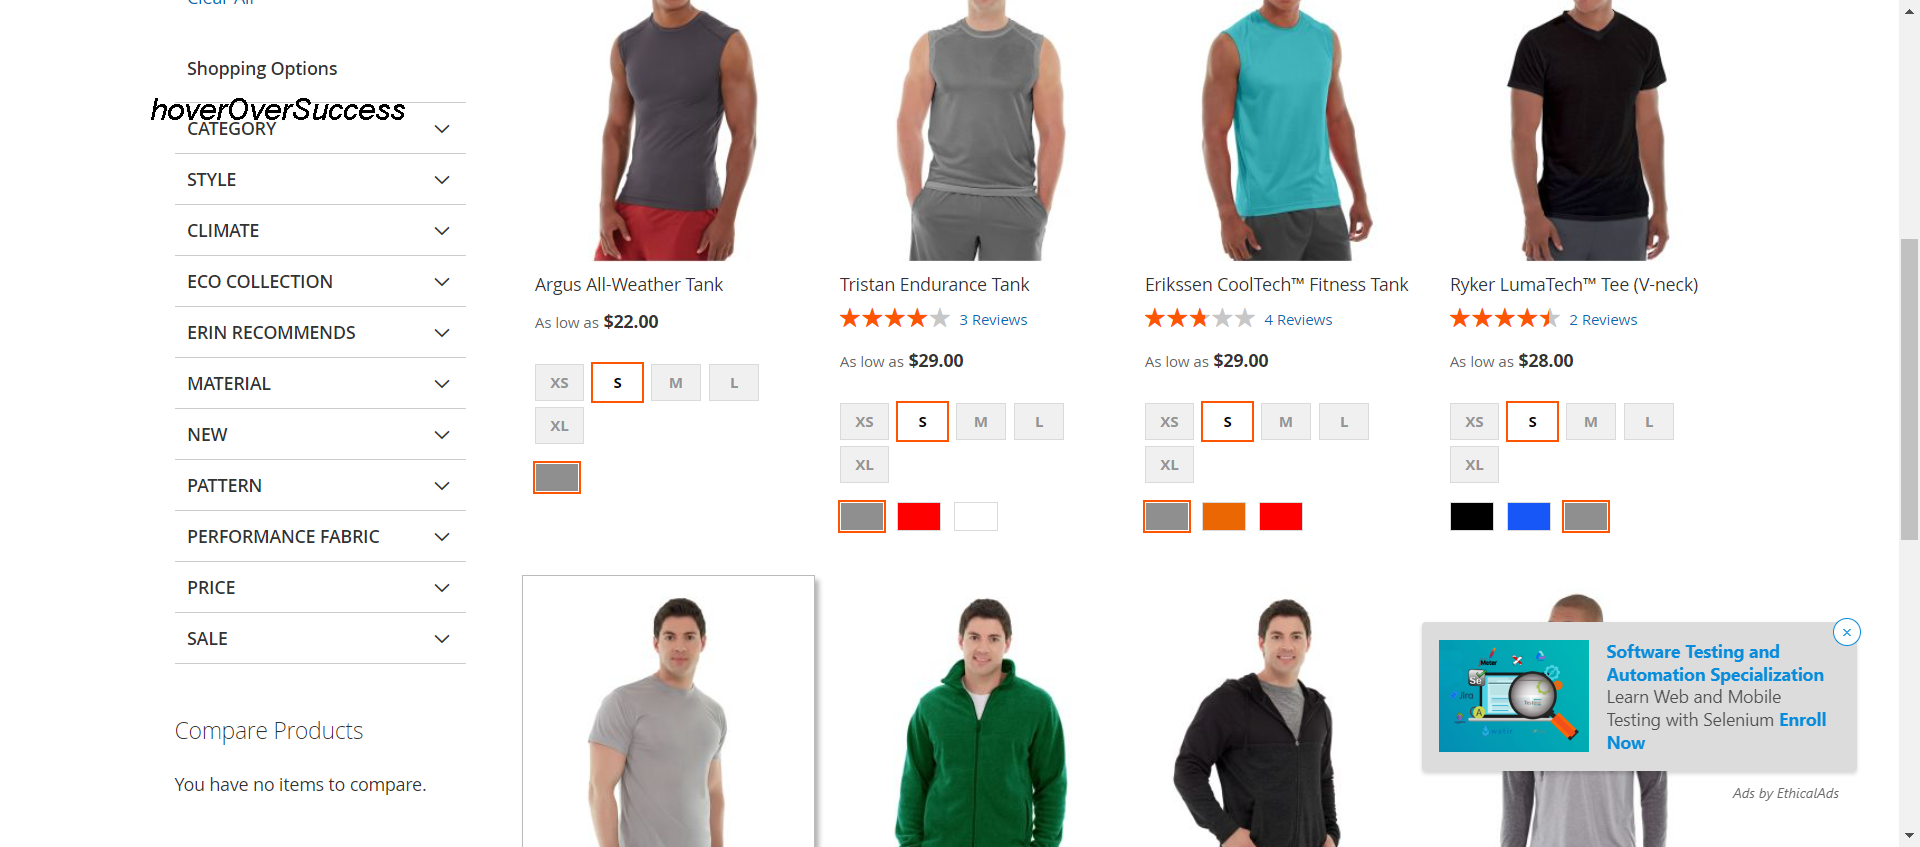 Clear All
Shopping Options
hoverOverSuccess
CATEGORY
STYLE
CLIMATE
ECO COLLECTION
ERIN RECOMMENDS
MATERIAL
NEW
PATTERN
PERFORMANCE FABRIC
PRICE
SALE
Compare Products
You have no items to compare.
Argus All-Weather Tank
As low as $22.00
XS S M L
XL
Tristan Endurance Tank
3 Reviews
As low as $29.00
XS S M L
XL
Erikssen CoolTech™ Fitness Tank
4 Reviews
As low as $29.00
XS S M L
XL
Ryker LumaTech™ Tee (V-neck)
2 Reviews
As low as $28.00
XS S M L
XL
Software Testing and
Automation Specialization
Learn Web and Mobile
Testing with Selenium Enroll
Now
Ads by EthicalAds